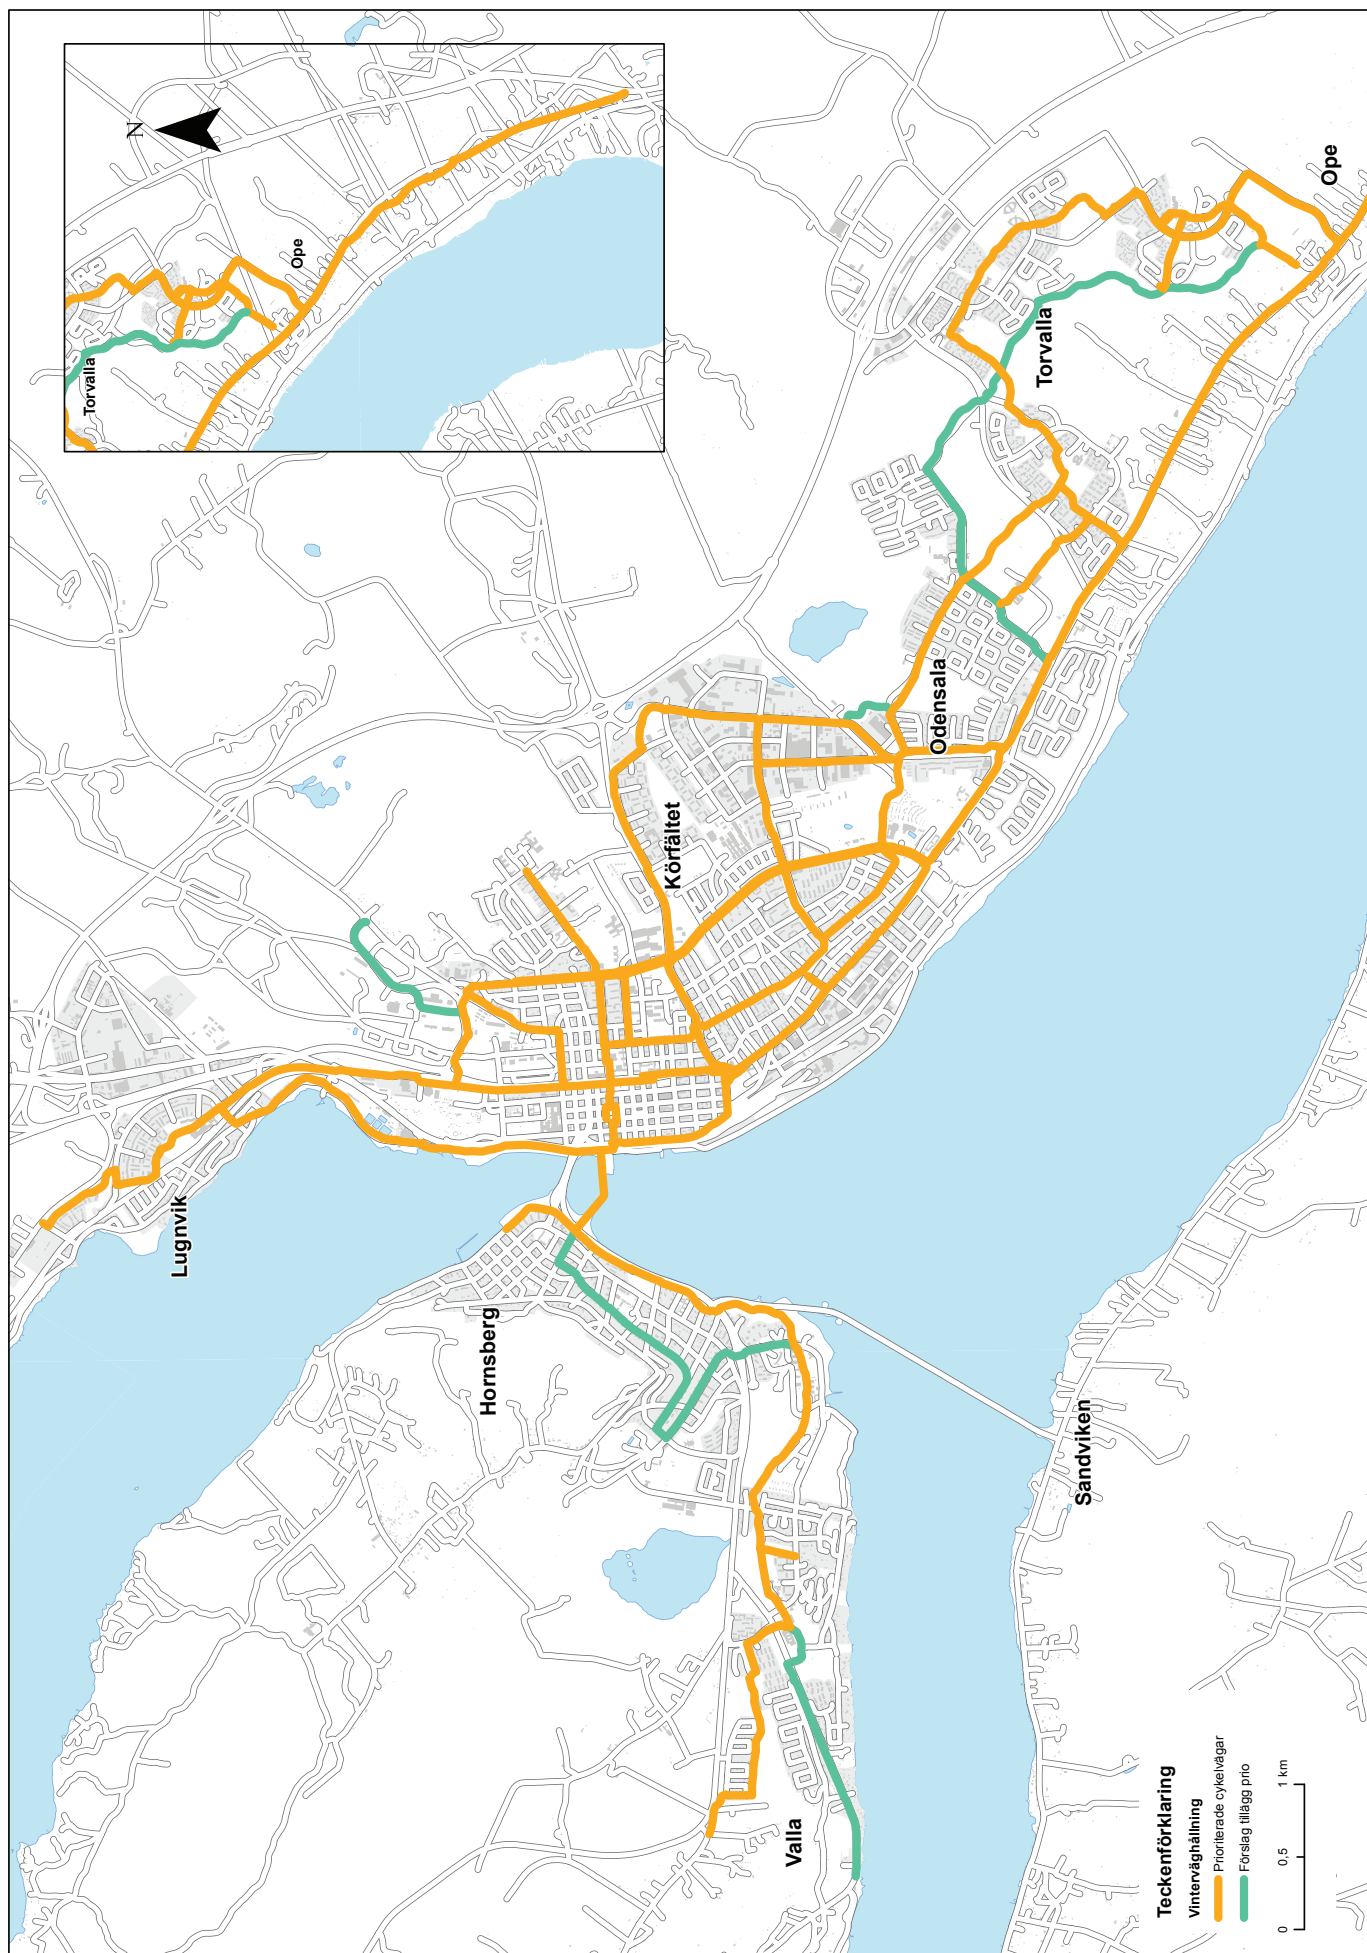 N
Torvalla
Ope
Lugnvik
Hornsberg
Körfältet
Odensala
Torvalla
Ope
Sandviken
Valla
Teckenförklaring
Vinterväghållning
Prioriterade cykelvägar
Förslag tillägg prio
0 0,5 1 km